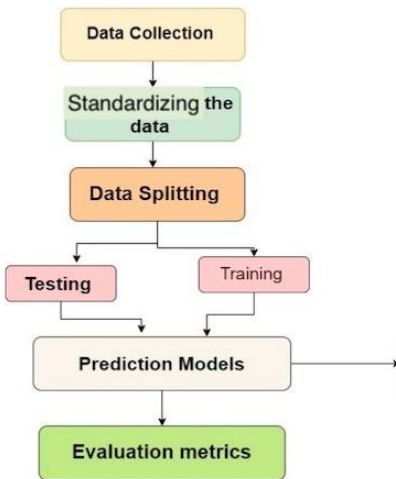 Data Collection
Standardizing the
data
Data Splitting
Testing
Training
Prediction Models
Evaluation metrics